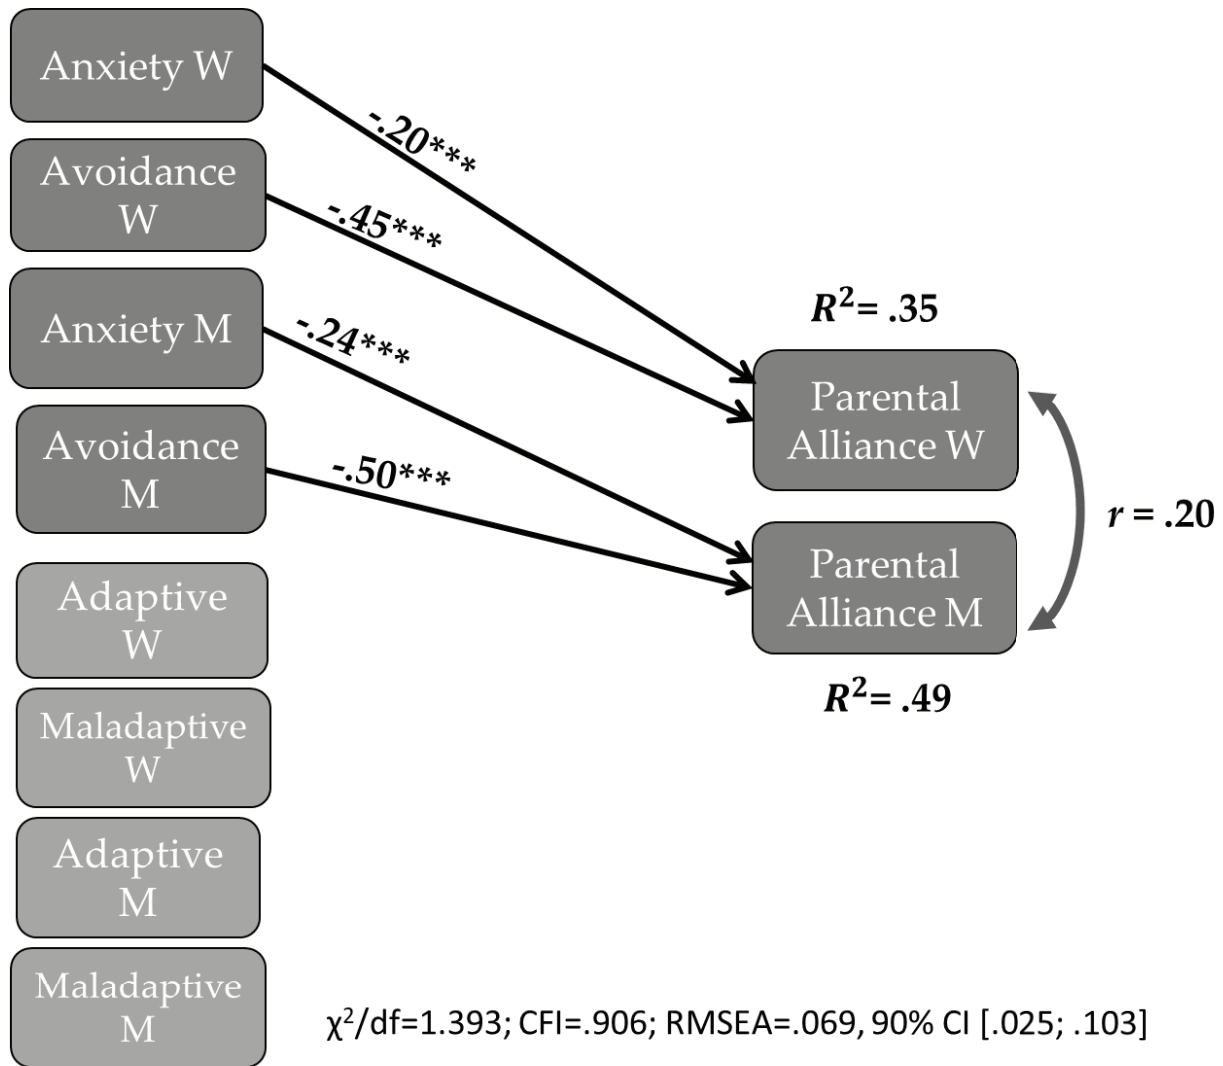 Anxiety W
-.20***
Avoidance
W
-.45***
Anxiety M
-.24***
R²= .35
Parental
Alliance W
Avoidance
M
-.50***
r = .20
Parental
Alliance M
Adaptive
W
R²= .49
Maladaptive
W
Adaptive
M
Maladaptive
M
χ²/df=1.393; CFI=.906; RMSEA=.069, 90% CI [.025; .103]